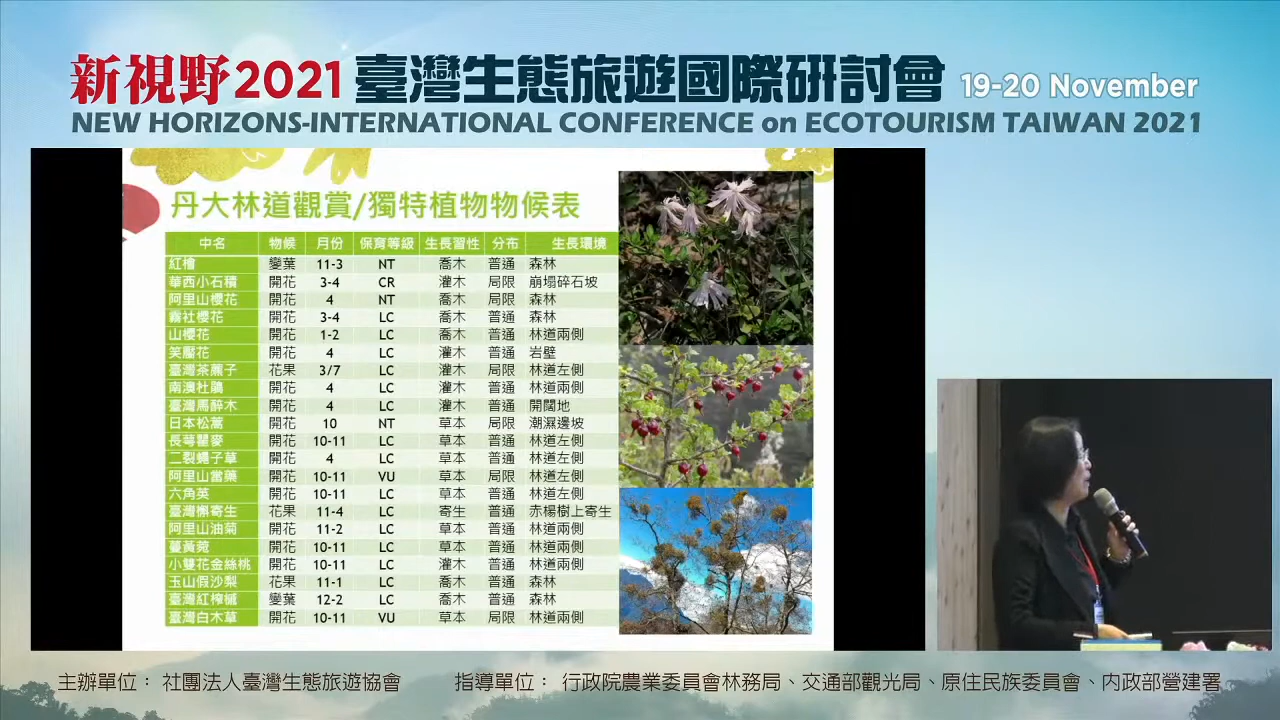 新視野2021臺灣生態旅遊國際研討會 19-20 November
NEW HORIZONS-INTERNATIONAL CONFERENCE on ECOTOURISM TAIWAN 2021
丹大林道觀賞/獨特植物物候表
中名 物候 月份 保育等級 生長習性 分布 生長環境
紅檜 變葉 11-3 NT 喬木 普通 森林
華西小石積 開花 3-4 CR 灌木 局限 崩塌碎石坡
阿里山櫻花 開花 4 NT 喬木 局限 森林
霧社櫻花 開花 3-4 LC 喬木 普通 森林
山櫻花 開花 1-2 LC 喬木 普通 林道兩側
笑靨花 開花 4 LC 灌木 普通 岩壁
臺灣茶藨子 花果 3/7 LC 灌木 局限 林道左側
南澳杜鵑 開花 4 LC 灌木 普通 林道兩側
臺灣馬醉木 開花 4 LC 灌木 普通 開闊地
日本松蒿 開花 10 NT 草本 局限 潮濕邊坡
長萼瞿麥 開花 10-11 LC 草本 普通 林道左側
二裂蠅子草 開花 4 LC 草本 普通 林道左側
阿里山當藥 開花 10-11 VU 草本 局限 林道左側
六角英 開花 10-11 LC 草本 普通 林道左側
臺灣槲寄生 花果 11-4 LC 寄生 普通 赤楊樹上寄生
阿里山油菊 開花 11-2 LC 草本 普通 林道兩側
蔓黃菀 開花 10-11 LC 草本 普通 林道兩側
小雙花金絲桃 開花 10-11 LC 灌木 普通 林道兩側
玉山假沙梨 花果 11-1 LC 喬木 普通 森林
臺灣紅榨槭 變葉 12-2 LC 喬木 普通 森林
臺灣白木草 開花 10-11 VU 草本 局限 林道兩側
主辦單位： 社團法人臺灣生態旅遊協會 指導單位： 行政院農業委員會林務局、交通部觀光局、原住民族委員會、內政部營建署